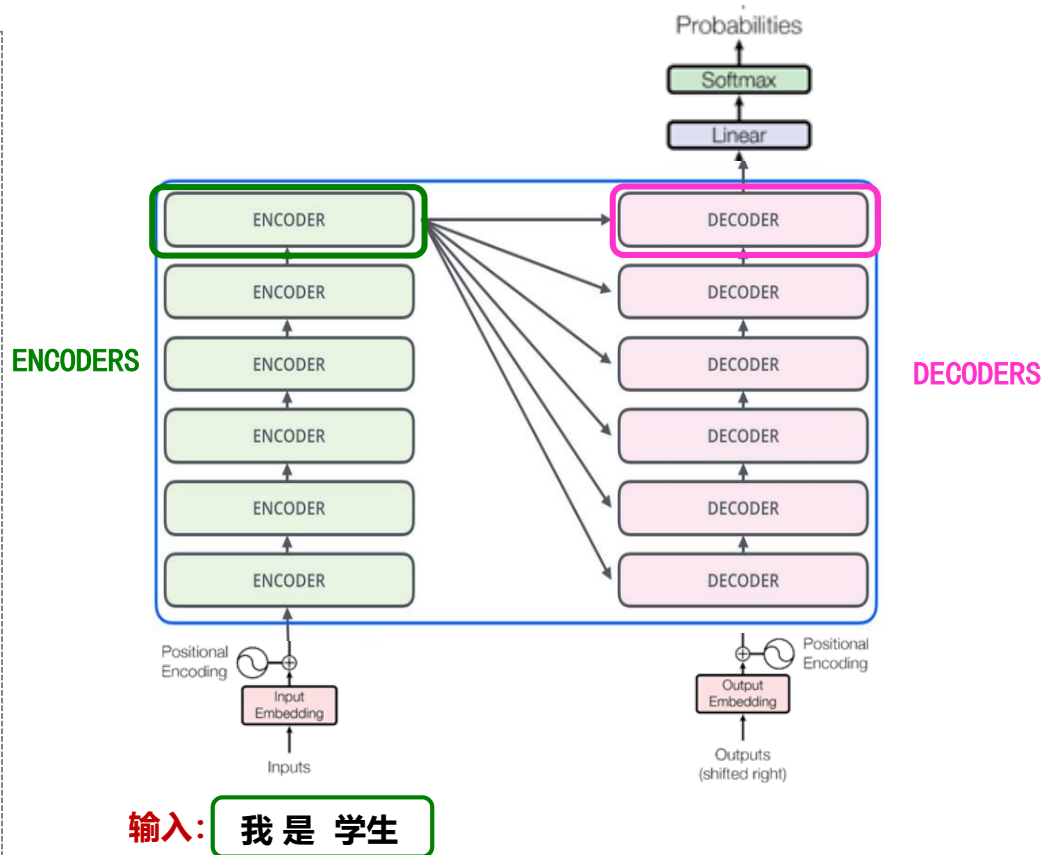 Probabilities
Softmax
Linear
ENCODER
DECODER
ENCODER
DECODER
ENCODERS
ENCODER
DECODER
DECODERS
ENCODER
DECODER
ENCODER
DECODER
ENCODER
DECODER
Positional
Encoding
Positional
Encoding
Input
Embedding
Output
Embedding
Inputs
Outputs
(shifted right)
输入: 我 是 学生